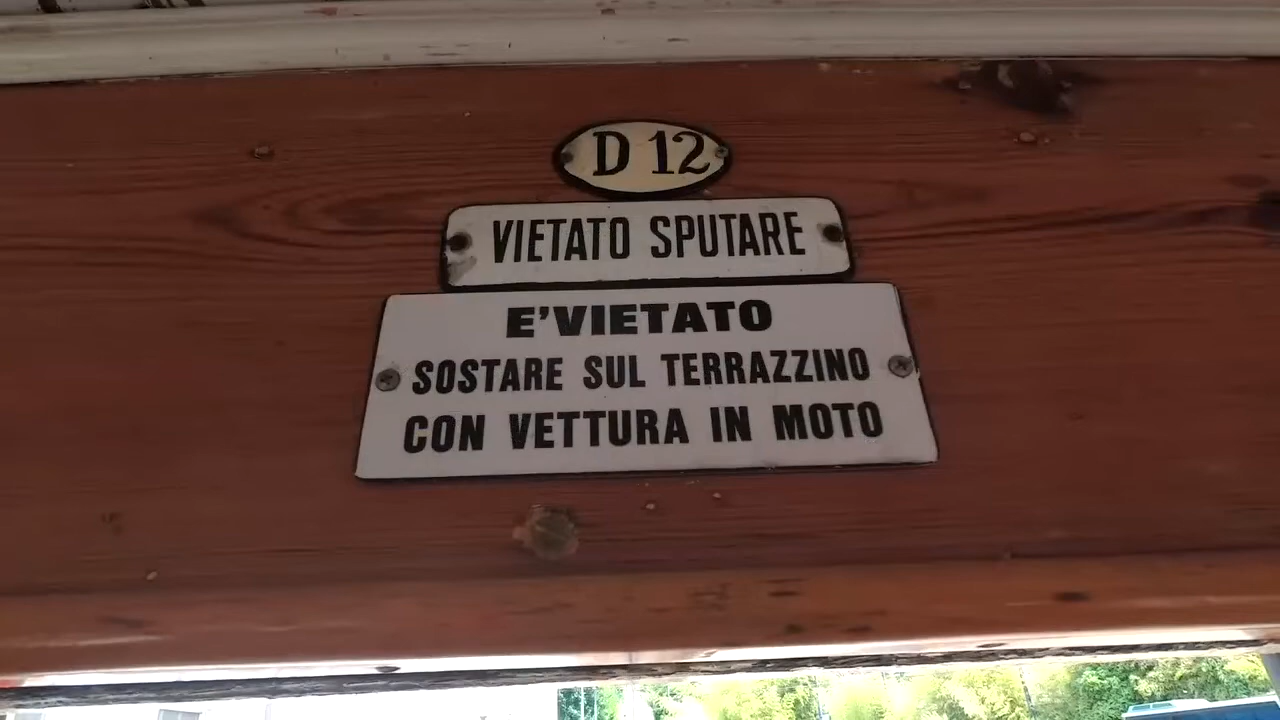 D 12
VIETATO SPUTARE
E'VIETATO
SOSTARE SUL TERRAZZINO
CON VETTURA IN MOTO